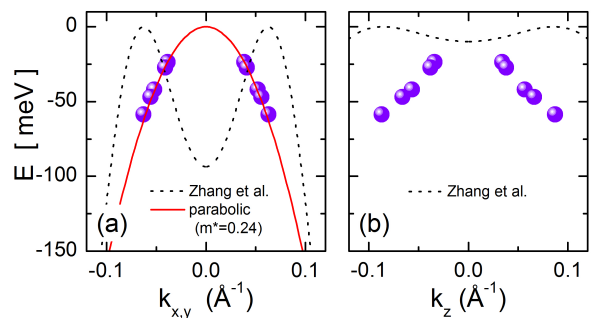 0
-50
-100
-150
E [ meV]
Zhang et al.
parabolic
(m*=0.24)
(a)
-0.1 0.0 0.1
k_{x,y} (Å⁻¹)
Zhang et al.
(b)
-0.1 0.0 0.1
k_z (Å⁻¹)